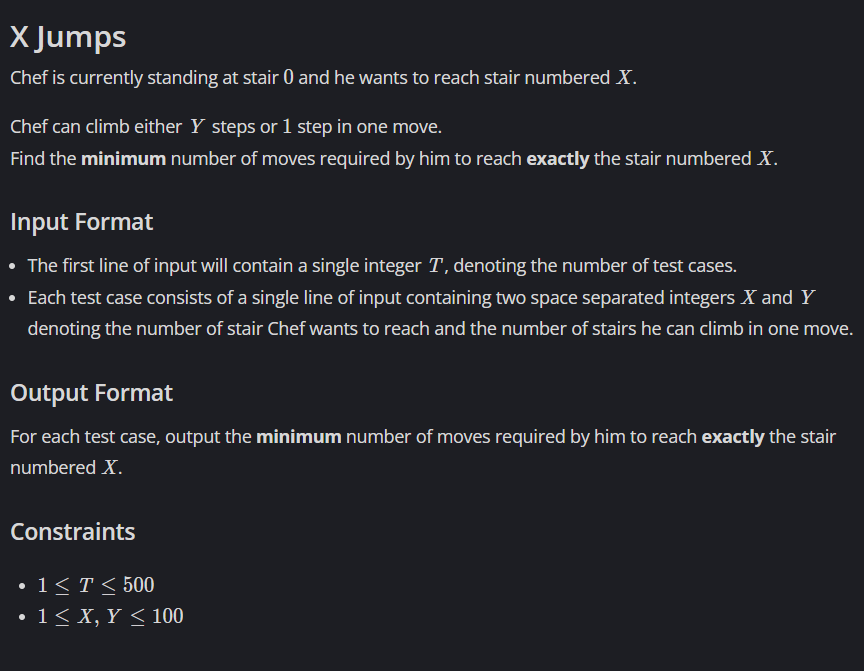 X Jumps
Chef is currently standing at stair 0 and he wants to reach stair numbered X.
Chef can climb either Y steps or 1 step in one move.
Find the minimum number of moves required by him to reach exactly the stair numbered X.
Input Format
• The first line of input will contain a single integer T, denoting the number of test cases.
• Each test case consists of a single line of input containing two space separated integers X and Y
denoting the number of stair Chef wants to reach and the number of stairs he can climb in one move.
Output Format
For each test case, output the minimum number of moves required by him to reach exactly the stair
numbered X.
Constraints
• 1 ≤ T ≤ 500
• 1 ≤ X, Y ≤ 100